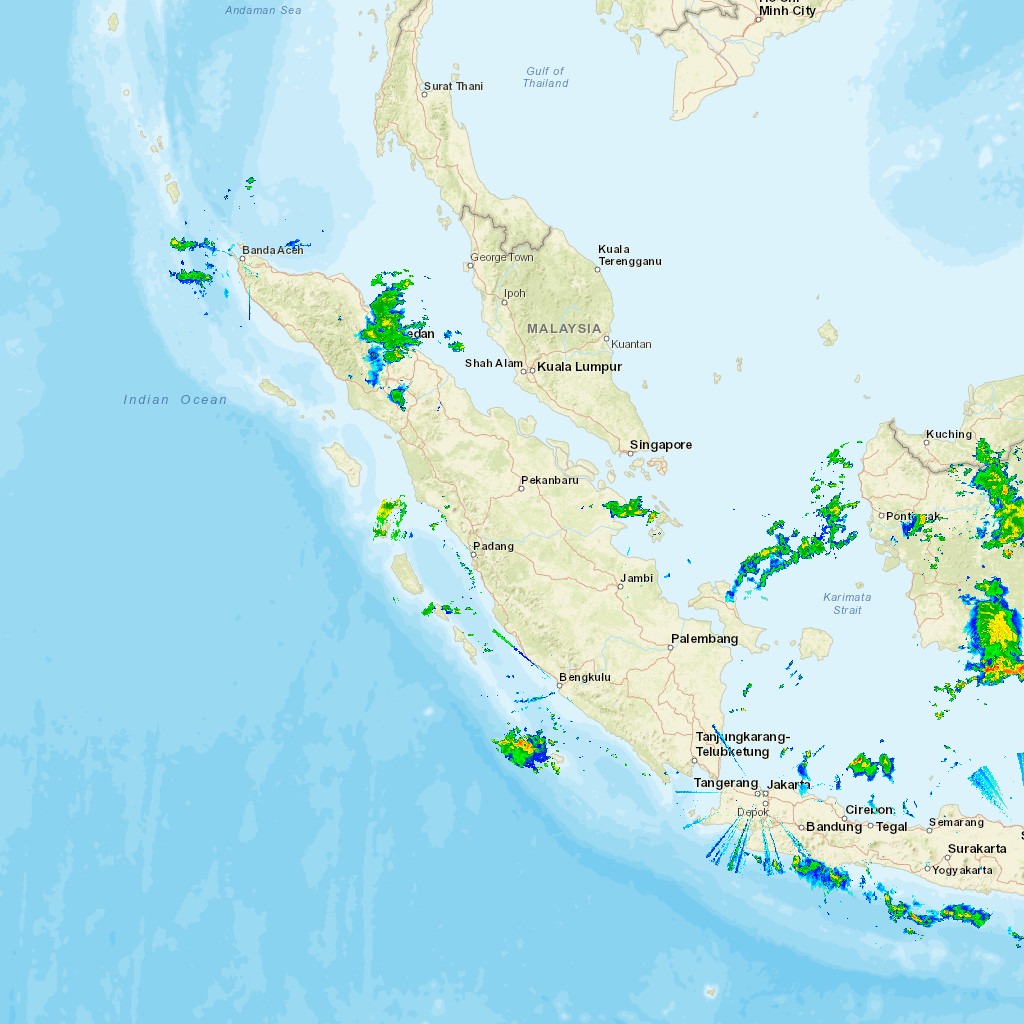 Andaman Sea
Minh City
Gulf of
Thailand
Surat Thani
Banda Aceh
George Town
Kuala
Terengganu
Ipoh
MALAYSIA
edan
Kuantan
Shah Alam
Kuala Lumpur
Indian Ocean
Singapore
Kuching
Pekanbaru
Padang
Jambi
Karimata
Strait
Palembang
Bengkulu
Tanjungkarang-
Telubketung
Tangerang
Jakarta
Depok
Cirebon
Bandung
Tegal
Semarang
Surakarta
Yogyakarta